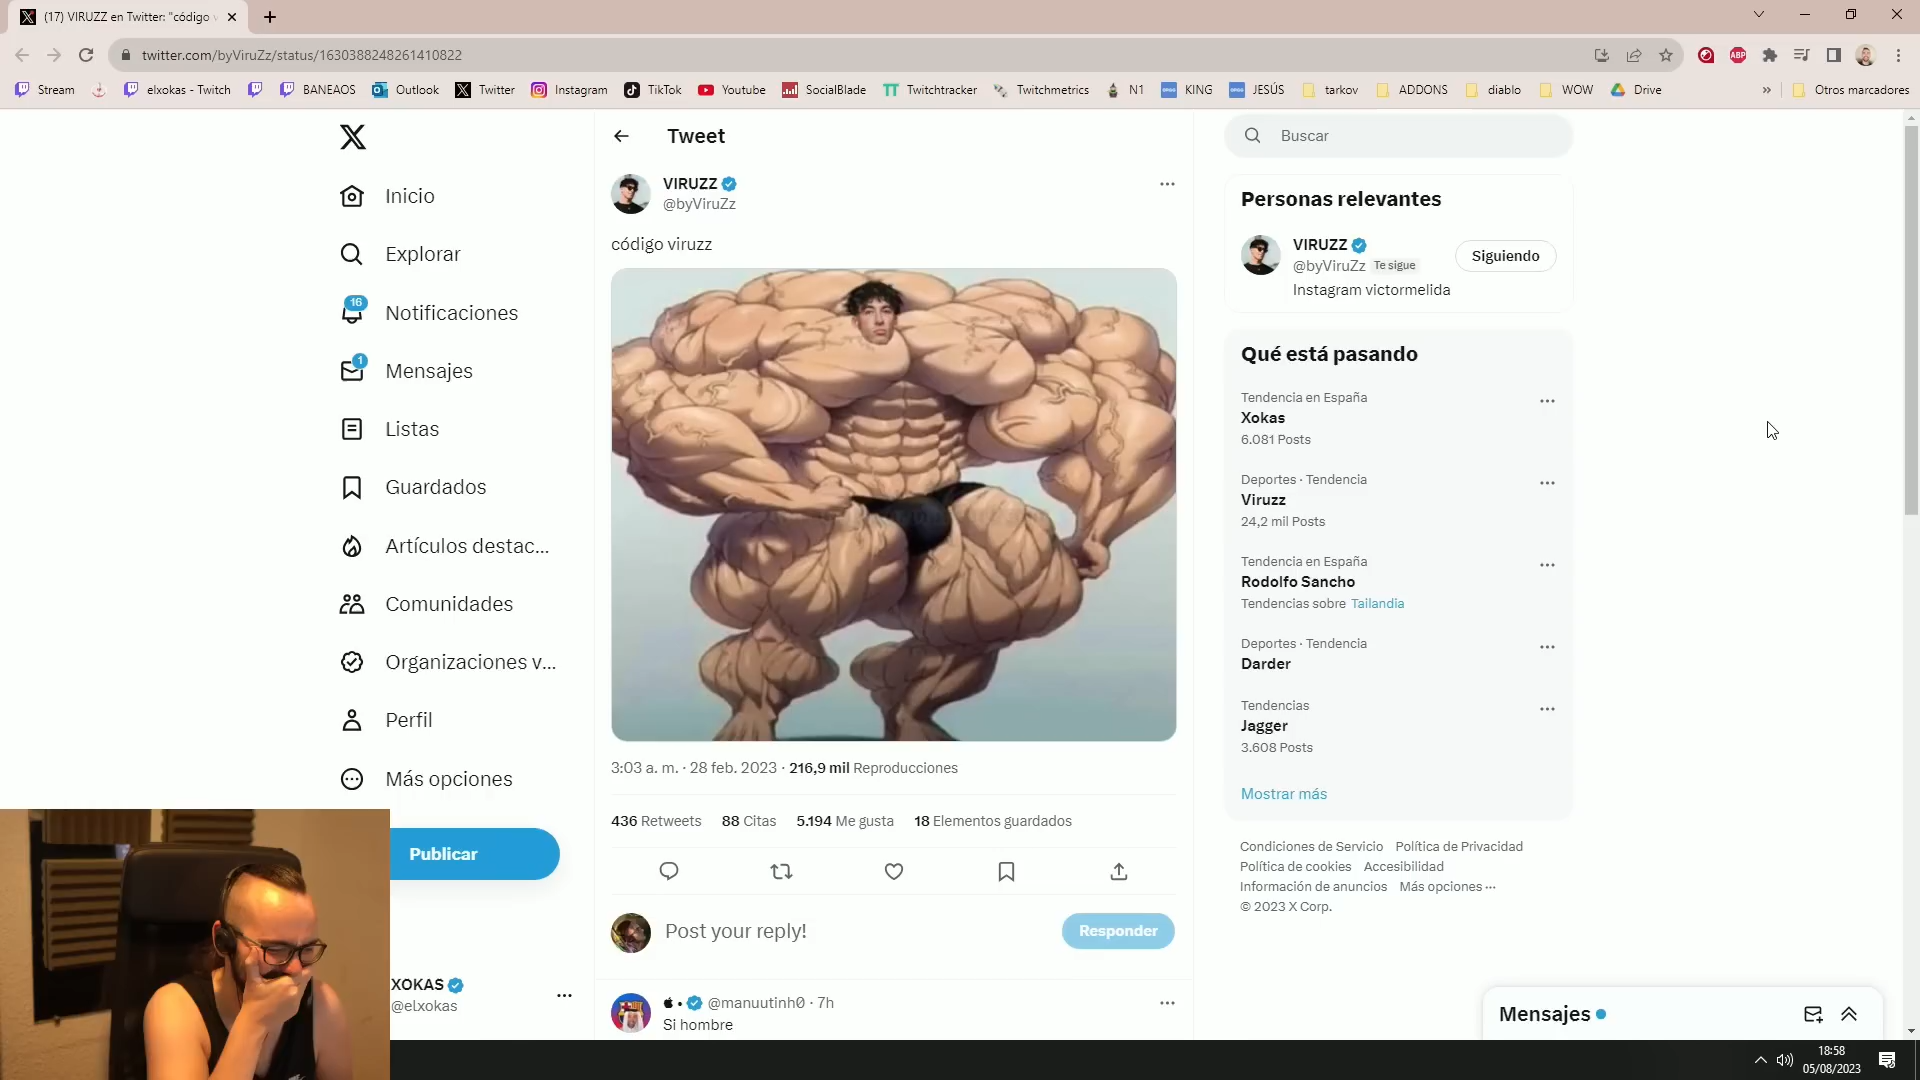 (17) VIRUZZ en Twitter: "código v
twitter.com/byViruZz/status/1630388248261410822
Stream
elxokas - Twitch
BANEAOS
Outlook
Twitter
Instagram
TikTok
Youtube
SocialBlade
Twitchtracker
Twitchmetrics
N1
KING
JESÚS
tarkov
ADDONS
diablo
WOW
Drive
Otros marcadores
ABP
Inicio
Explorar
16
Notificaciones
1
Mensajes
Listas
Guardados
Artículos destac...
Comunidades
Organizaciones v...
Perfil
Más opciones
Publicar
XOKAS
@elxokas
Tweet
VIRUZZ
@byViruZz
código viruzz
3:03 a. m. · 28 feb. 2023 · 216,9 mil Reproducciones
436 Retweets 88 Citas 5.194 Me gusta 18 Elementos guardados
Post your reply!
Responder
@manuutinh0 · 7h
Si hombre
Buscar
Personas relevantes
VIRUZZ
@byViruZz Te sigue
Siguiendo
Instagram victormelida
Qué está pasando
Tendencia en España
Xokas
6.081 Posts
Deportes · Tendencia
Viruzz
24,2 mil Posts
Tendencia en España
Rodolfo Sancho
Tendencias sobre Tailandia
Deportes · Tendencia
Darder
Tendencias
Jagger
3.608 Posts
Mostrar más
Condiciones de Servicio Política de Privacidad
Política de cookies Accesibilidad
Información de anuncios Más opciones ···
© 2023 X Corp.
Mensajes
18:58
05/08/2023